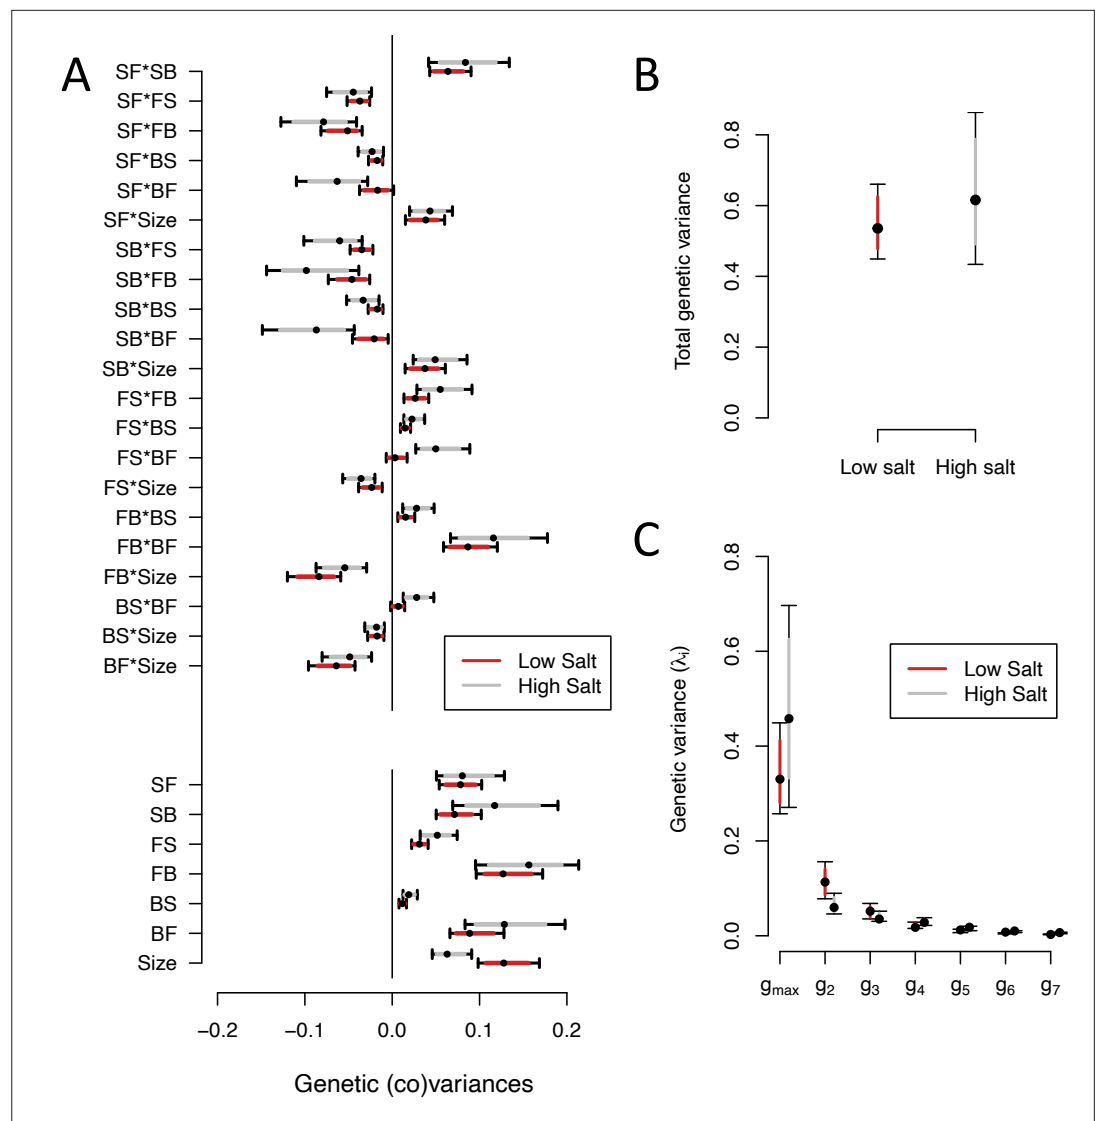 A
SF*SB
SF*FS
SF*FB
SF*BS
SF*BF
SF*Size
SB*FS
SB*FB
SB*BS
SB*BF
SB*Size
FS*FB
FS*BS
FS*BF
FS*Size
FB*BS
FB*BF
FB*Size
BS*BF
BS*Size
BF*Size
Low Salt
High Salt
SF
SB
FS
FB
BS
BF
Size
−0.2 −0.1 0.0 0.1 0.2
Genetic (co)variances
B
Total genetic variance
0.8
0.6
0.4
0.2
0.0
Low salt High salt
C
Genetic variance (λi)
0.8
0.6
0.4
0.2
0.0
Low Salt
High Salt
gmax g2 g3 g4 g5 g6 g7